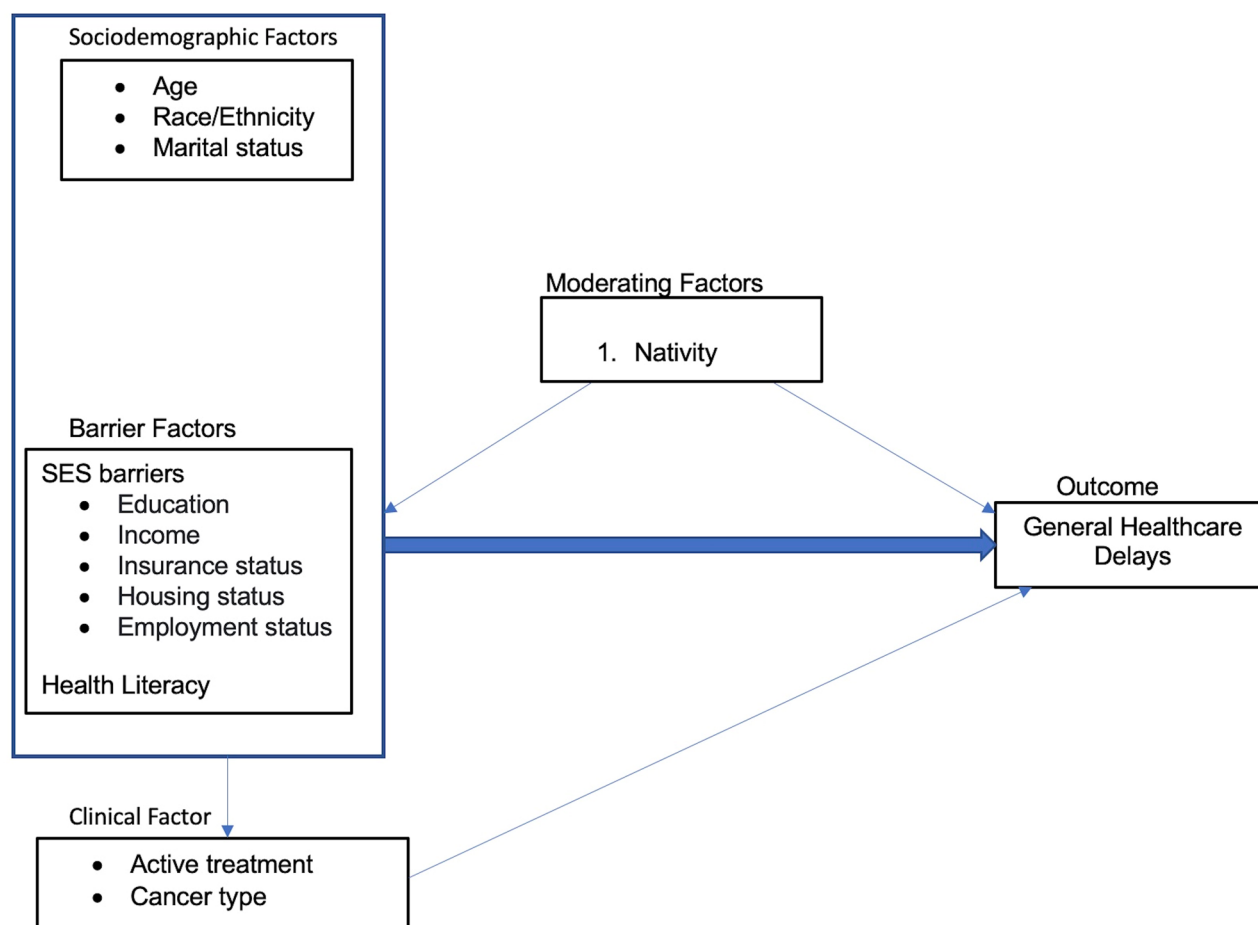 Sociodemographic Factors
• Age
• Race/Ethnicity
• Marital status
Moderating Factors
1. Nativity
Barrier Factors
SES barriers
• Education
• Income
• Insurance status
• Housing status
• Employment status
Health Literacy
Outcome
General Healthcare
Delays
Clinical Factor
• Active treatment
• Cancer type